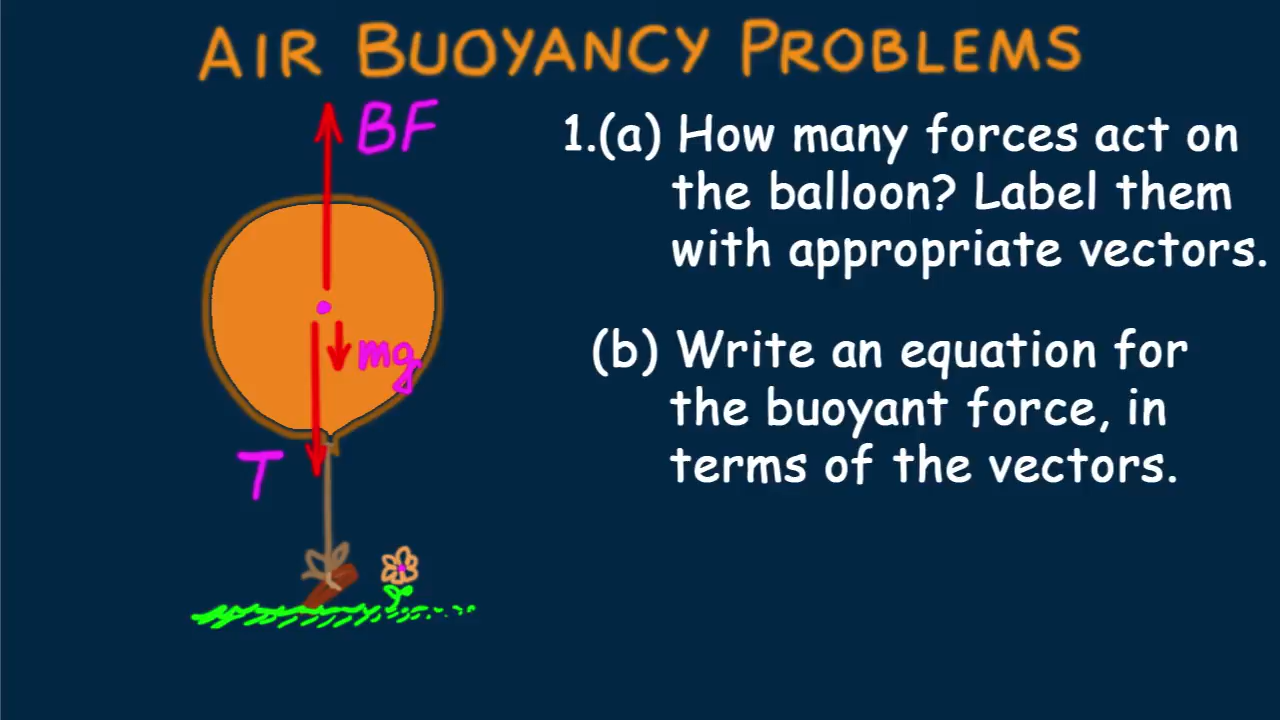 AIR BUOYANCY PROBLEMS
BF
mg
T
1.(a) How many forces act on
the balloon? Label them
with appropriate vectors.
(b) Write an equation for
the buoyant force, in
terms of the vectors.